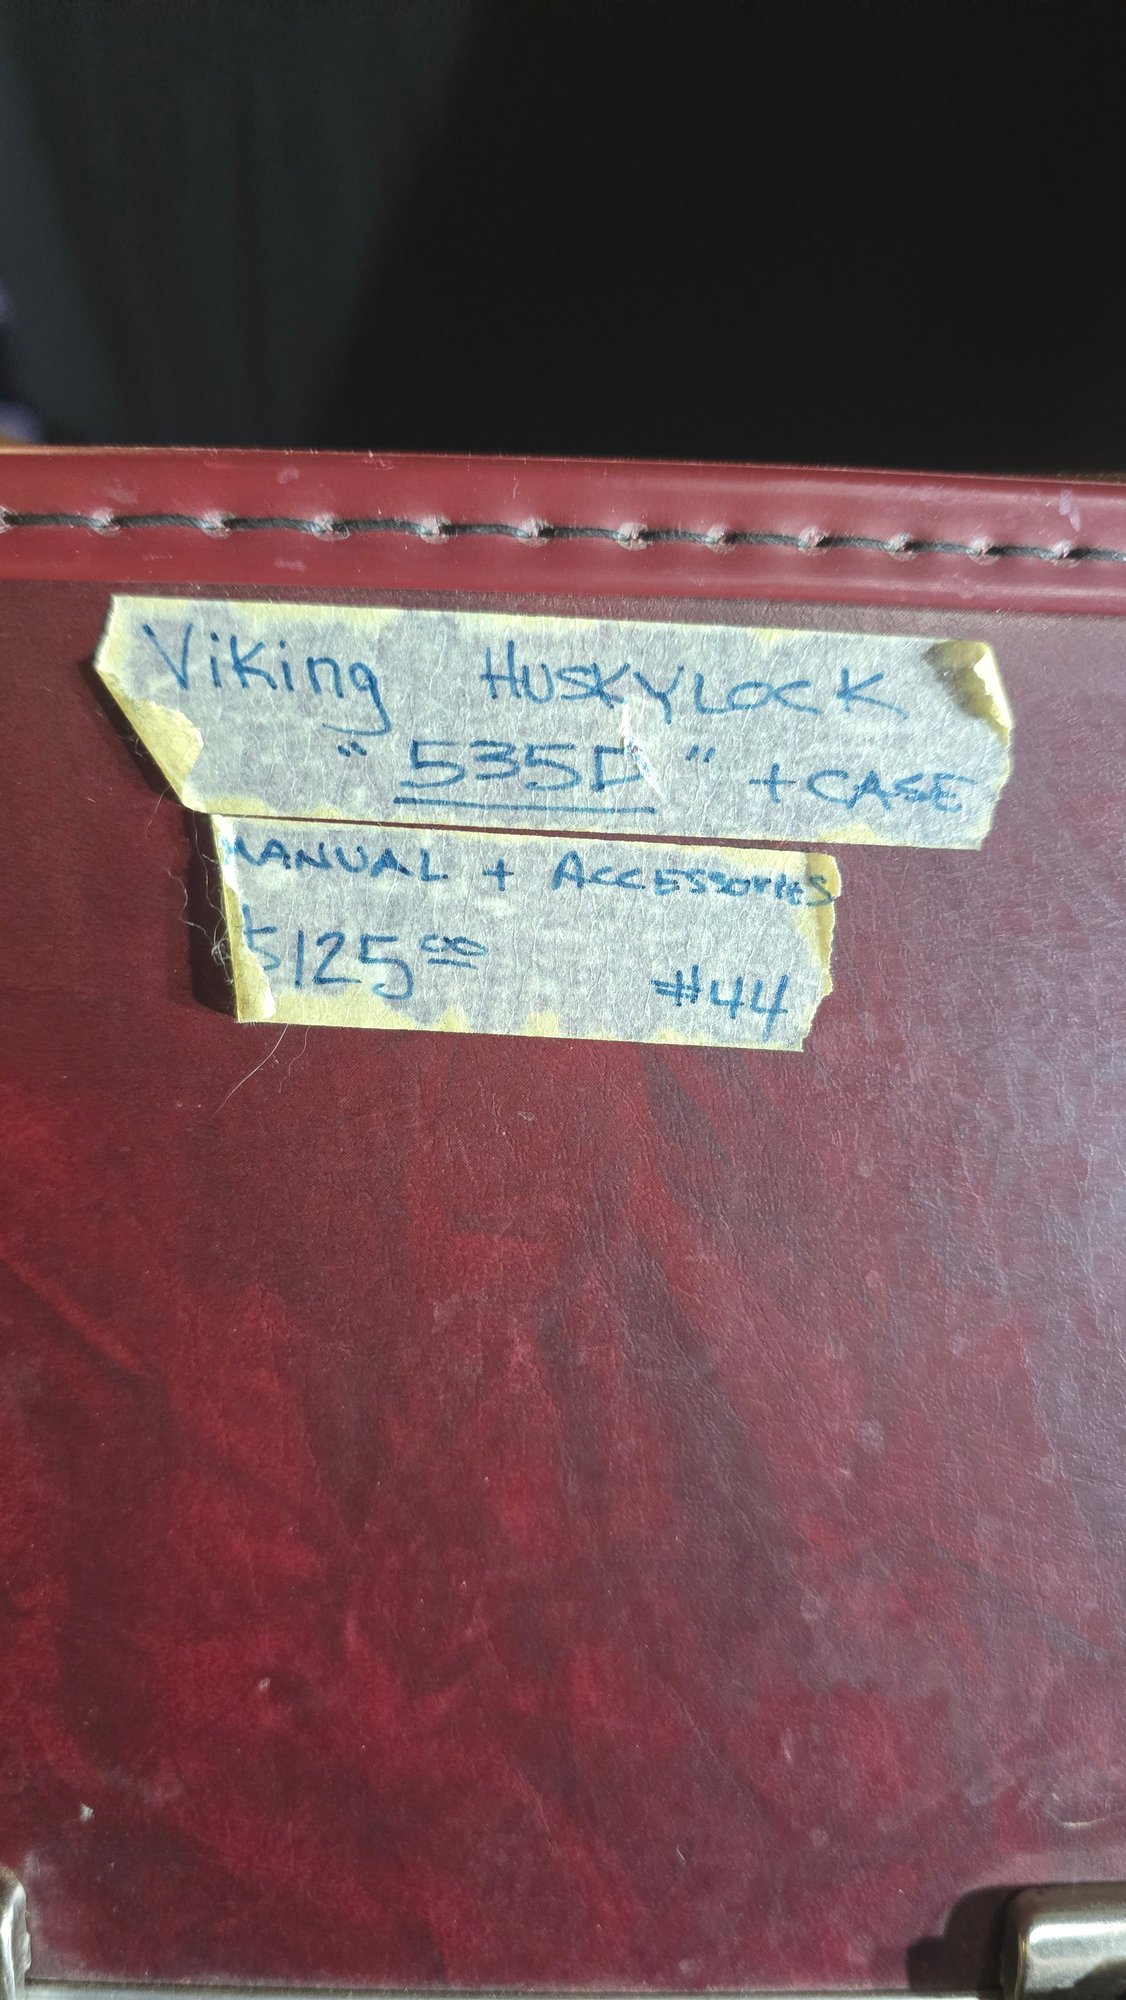 Viking HUSKYLOCK
"535D" + CASE
MANUAL + ACCESSORIES
$125.00 #44